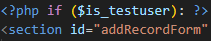 <?php if ($is_testuser): ?>
<section id="addRecordForm"